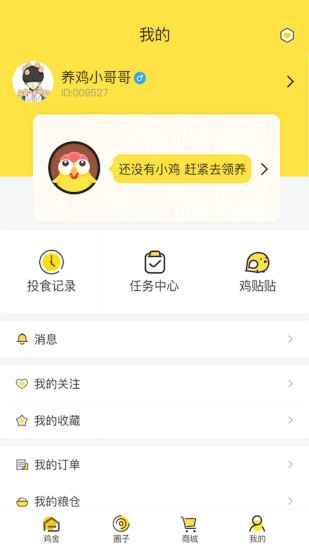 我的
养鸡小哥哥
ID:009527
还没有小鸡 赶紧去领养
投食记录
任务中心
鸡贴贴
消息
我的关注
我的收藏
我的订单
我的粮仓
鸡舍
圈子
商城
我的